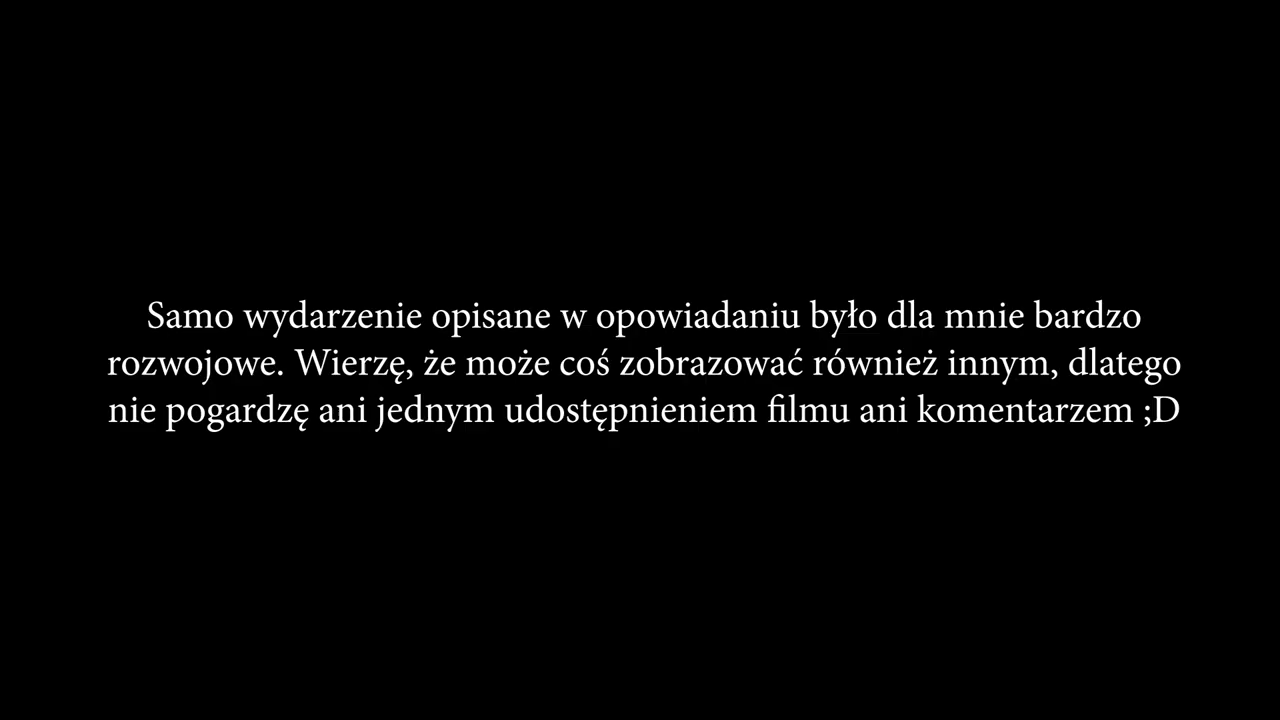 Samo wydarzenie opisane w opowiadaniu było dla mnie bardzo
rozwojowe. Wierzę, że może coś zobrazować również innym, dlatego
nie pogardzę ani jednym udostępnieniem filmu ani komentarzem ;D